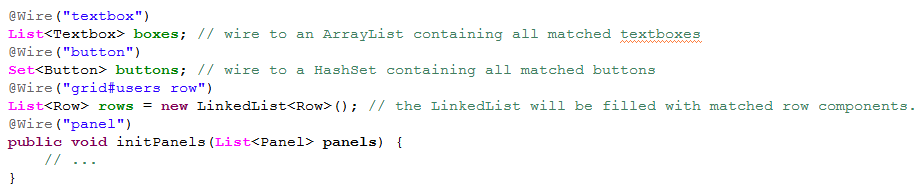 @Wire("textbox")
List<Textbox> boxes; // wire to an ArrayList containing all matched textboxes
@Wire("button")
Set<Button> buttons; // wire to a HashSet containing all matched buttons
@Wire("grid#users row")
List<Row> rows = new LinkedList<Row>(); // the LinkedList will be filled with matched row components.
@Wire("panel")
public void initPanels(List<Panel> panels) {
    // ...
}